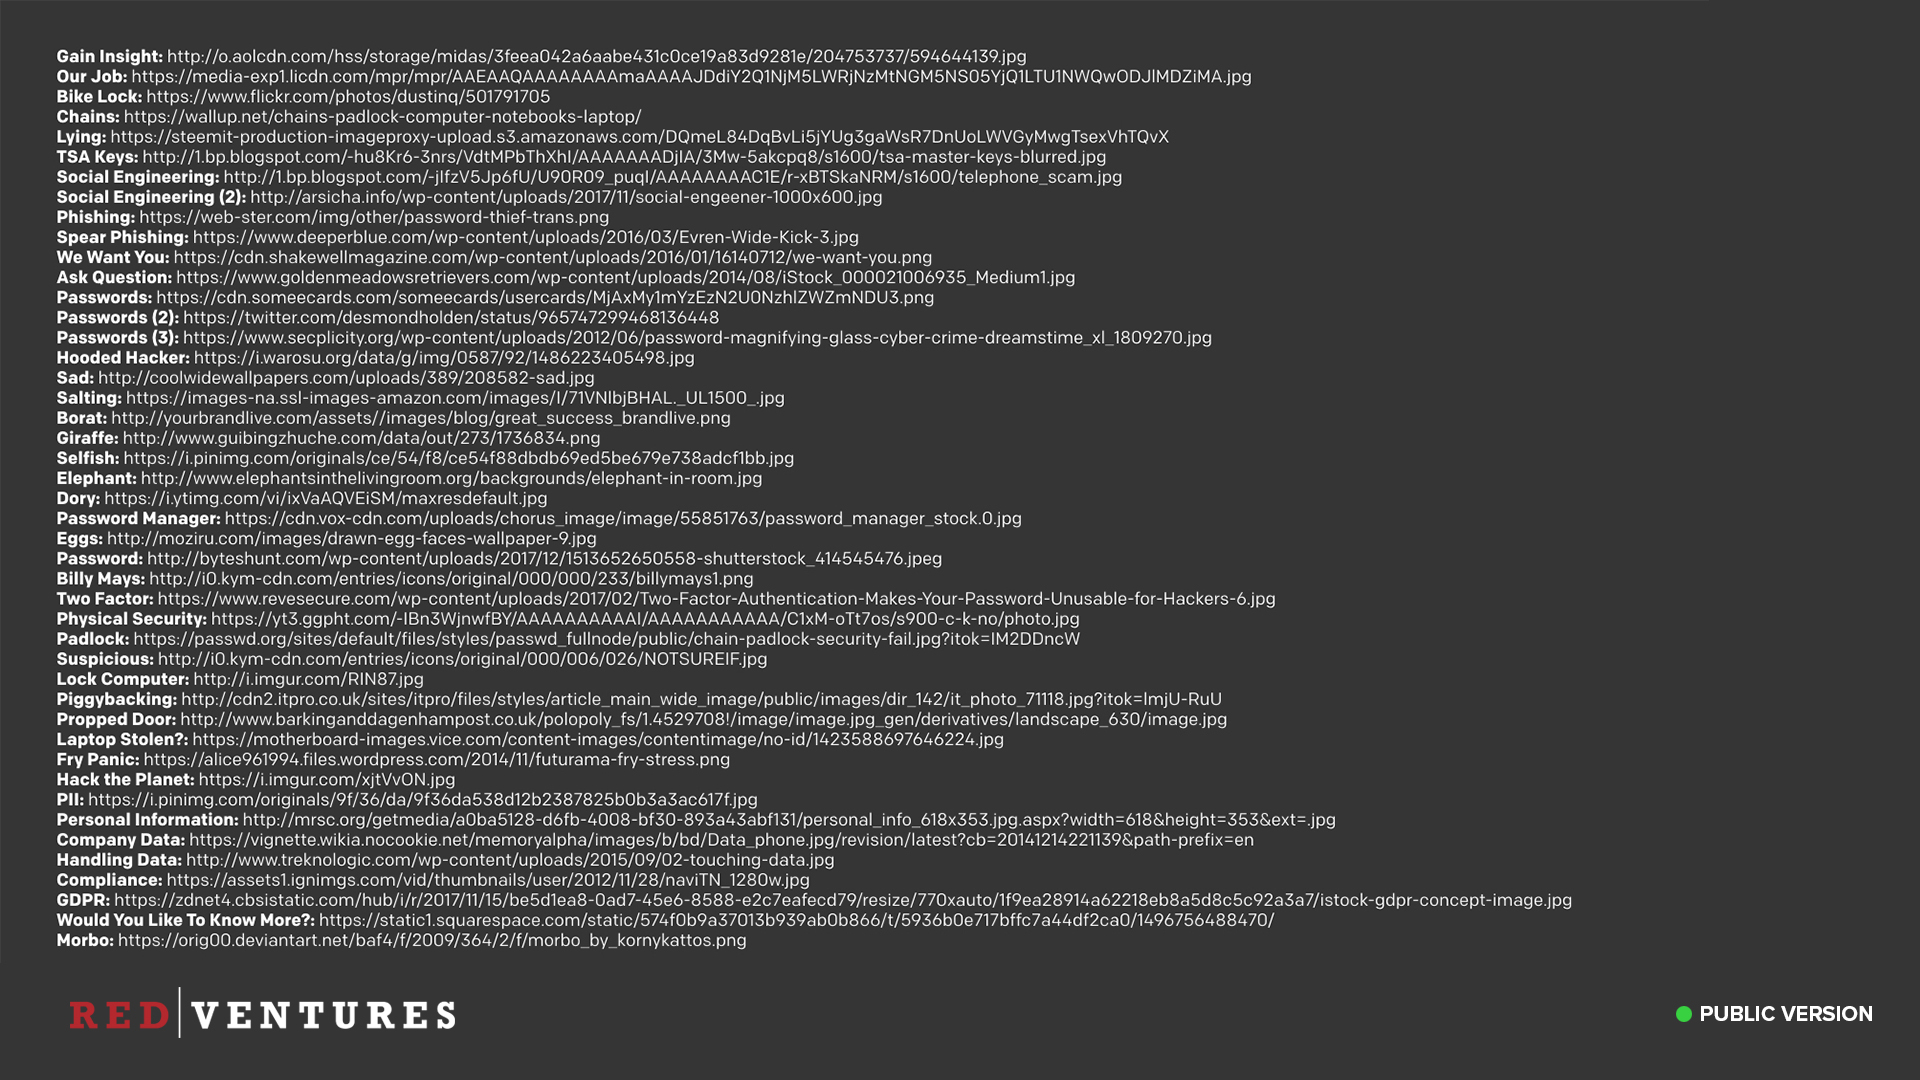 Gain Insight: http://o.aolcdn.com/hss/storage/midas/3feea042a6aabe431c0ce19a83d9281e/204753737/594644139.jpg
Our Job: https://media-exp1.licdn.com/mpr/mpr/AAEAAQAAAAAAAAmaAAAAJDdiY2Q1NjM5LWRjNzMtNGM5NS05YjQ1LTU1NWQwODJlMDZiMA.jpg
Bike Lock: https://www.flickr.com/photos/dustinq/501791705
Chains: https://wallup.net/chains-padlock-computer-notebooks-laptop/
Lying: https://steemit-production-imageproxy-upload.s3.amazonaws.com/DQmeL84DqBvLi5jYUg3gaWsR7DnUoLWVGyMwgTsexVhTQvX
TSA Keys: http://1.bp.blogspot.com/-hu8Kr6-3nrs/VdtMPbThXhI/AAAAAAADjIA/3Mw-5akcpq8/s1600/tsa-master-keys-blurred.jpg
Social Engineering: http://1.bp.blogspot.com/-jIfzV5Jp6fU/U90R09_puqI/AAAAAAAAC1E/r-xBTSkaNRM/s1600/telephone_scam.jpg
Social Engineering (2): http://arsicha.info/wp-content/uploads/2017/11/social-engeener-1000x600.jpg
Phishing: https://web-ster.com/img/other/password-thief-trans.png
Spear Phishing: https://www.deeperblue.com/wp-content/uploads/2016/03/Evren-Wide-Kick-3.jpg
We Want You: https://cdn.shakewellmagazine.com/wp-content/uploads/2016/01/16140712/we-want-you.png
Ask Question: https://www.goldenmeadowsretrievers.com/wp-content/uploads/2014/08/iStock_000021006935_Medium1.jpg
Passwords: https://cdn.someecards.com/someecards/usercards/MjAxMy1mYzEzN2U0NzhlZWZmNDU3.png
Passwords (2): https://twitter.com/desmondholden/status/965747299468136448
Passwords (3): https://www.secplicity.org/wp-content/uploads/2012/06/password-magnifying-glass-cyber-crime-dreamstime_xl_1809270.jpg
Hooded Hacker: https://i.warosu.org/data/g/img/0587/92/1486223405498.jpg
Sad: http://coolwidewallpapers.com/uploads/389/208582-sad.jpg
Salting: https://images-na.ssl-images-amazon.com/images/I/71VNIbjBHAL._UL1500_.jpg
Borat: http://yourbrandlive.com/assets//images/blog/great_success_brandlive.png
Giraffe: http://www.guibingzhuche.com/data/out/273/1736834.png
Selfish: https://i.pinimg.com/originals/ce/54/f8/ce54f88dbdb69ed5be679e738adcf1bb.jpg
Elephant: http://www.elephantsinthelivingroom.org/backgrounds/elephant-in-room.jpg
Dory: https://i.ytimg.com/vi/ixVaAQVEiSM/maxresdefault.jpg
Password Manager: https://cdn.vox-cdn.com/uploads/chorus_image/image/55851763/password_manager_stock.0.jpg
Eggs: http://moziru.com/images/drawn-egg-faces-wallpaper-9.jpg
Password: http://byteshunt.com/wp-content/uploads/2017/12/1513652650558-shutterstock_414545476.jpeg
Billy Mays: http://i0.kym-cdn.com/entries/icons/original/000/000/233/billymays1.png
Two Factor: https://www.revesecure.com/wp-content/uploads/2017/02/Two-Factor-Authentication-Makes-Your-Password-Unusable-for-Hackers-6.jpg
Physical Security: https://yt3.ggpht.com/-IBn3WjnwfBY/AAAAAAAAAAI/AAAAAAAAAAA/C1xM-oTt7os/s900-c-k-no/photo.jpg
Padlock: https://passwd.org/sites/default/files/styles/passwd_fullnode/public/chain-padlock-security-fail.jpg?itok=IM2DDncW
Suspicious: http://i0.kym-cdn.com/entries/icons/original/000/006/026/NOTSUREIF.jpg
Lock Computer: http://i.imgur.com/RIN87.jpg
Piggybacking: http://cdn2.itpro.co.uk/sites/itpro/files/styles/article_main_wide_image/public/images/dir_142/it_photo_71118.jpg?itok=lmjU-RuU
Propped Door: http://www.barkinganddagenhampost.co.uk/polopoly_fs/1.4529708!/image/image.jpg_gen/derivatives/landscape_630/image.jpg
Laptop Stolen?: https://motherboard-images.vice.com/content-images/contentimage/no-id/1423588697646224.jpg
Fry Panic: https://alice961994.files.wordpress.com/2014/11/futurama-fry-stress.png
Hack the Planet: https://i.imgur.com/xjtVvON.jpg
PII: https://i.pinimg.com/originals/9f/36/da/9f36da538d12b2387825b0b3a3ac617f.jpg
Personal Information: http://mrsc.org/getmedia/a0ba5128-d6fb-4008-bf30-893a43abf131/personal_info_618x353.jpg.aspx?width=618&height=353&ext=.jpg
Company Data: https://vignette.wikia.nocookie.net/memoryalpha/images/b/bd/Data_phone.jpg/revision/latest?cb=20141214221139&path-prefix=en
Handling Data: http://www.treknologic.com/wp-content/uploads/2015/09/02-touching-data.jpg
Compliance: https://assets1.ignimgs.com/vid/thumbnails/user/2012/11/28/naviTN_1280w.jpg
GDPR: https://zdnet4.cbsistatic.com/hub/i/r/2017/11/15/be5d1ea8-0ad7-45e6-8588-e2c7eafecd79/resize/770xauto/1f9ea28914a62218eb8a5d8c5c92a3a7/istock-gdpr-concept-image.jpg
Would You Like To Know More?: https://static1.squarespace.com/static/574f0b9a37013b939ab0b866/t/5936b0e717bffc7a44df2ca0/1496756488470/
Morbo: https://orig00.deviantart.net/baf4/f/2009/364/2/f/morbo_by_kornykattos.png
RED VENTURES
PUBLIC VERSION